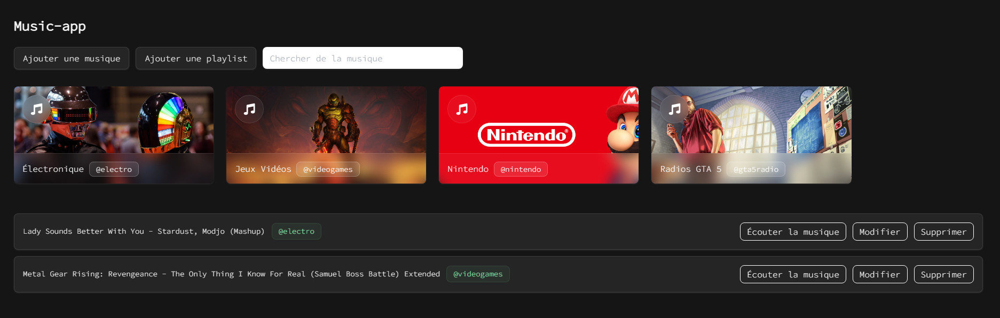 Music-app
Ajouter une musique
Ajouter une playlist
Chercher de la musique
Nintendo®
Électronique @electro
Jeux Vidéos @videogames
Nintendo @nintendo
Radios GTA 5 @gta5radio
Lady Sounds Better With You - Stardust, Modjo (Mashup) @electro
Écouter la musique
Modifier
Supprimer
Metal Gear Rising: Revengeance - The Only Thing I Know For Real (Samuel Boss Battle) Extended @videogames
Écouter la musique
Modifier
Supprimer